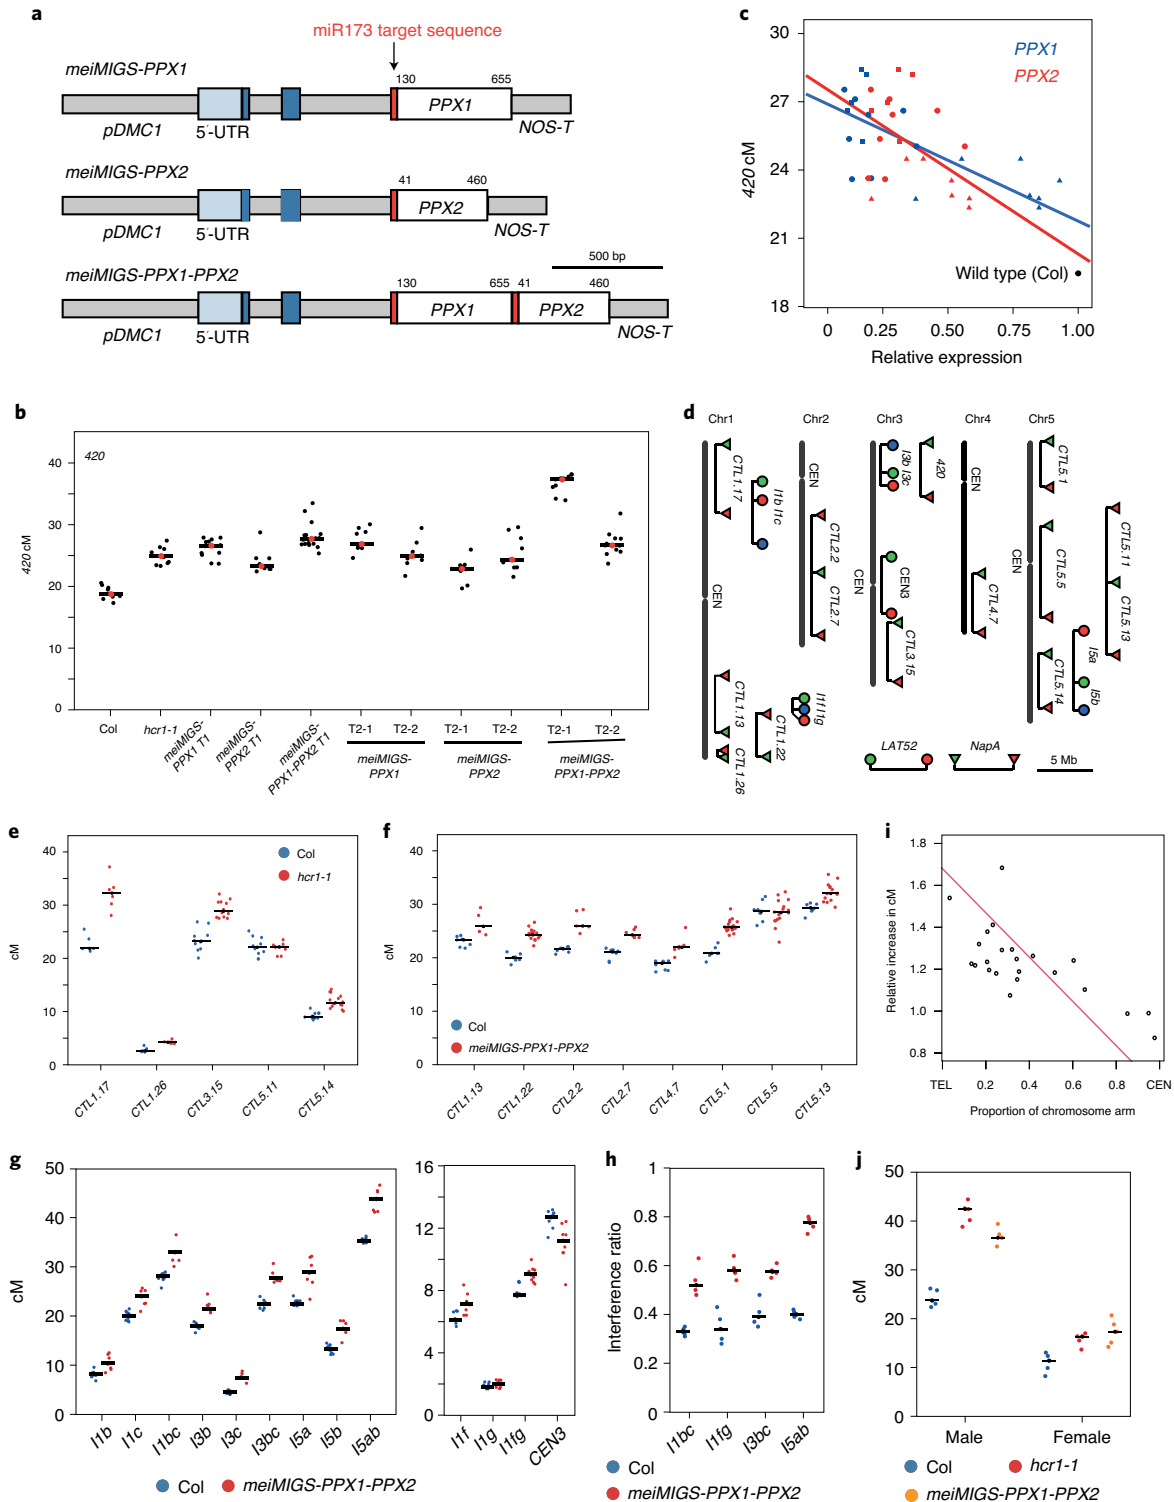 a
miR173 target sequence
meiMIGS-PPX1
130
655
PPX1
pDMC1
5′-UTR
NOS-T
meiMIGS-PPX2
41
460
PPX2
pDMC1
5′-UTR
NOS-T
500 bp
meiMIGS-PPX1-PPX2
130
655
41
460
PPX1
PPX2
pDMC1
5′-UTR
NOS-T
c
30
27
24
21
18
420 cM
PPX1
PPX2
Wild type (Col)
0
0.25
0.50
0.75
1.00
Relative expression
b
420
40
30
20
10
0
420 cM
Col
hcr1-1
meiMIGS-PPX1 T1
meiMIGS-PPX2 T1
meiMIGS-PPX1-PPX2 T1
T2-1
T2-2
T2-1
T2-2
T2-1
T2-2
meiMIGS-PPX1
meiMIGS-PPX2
meiMIGS-PPX1-PPX2
d
Chr1
Chr2
Chr3
Chr4
Chr5
CTL1.17
I1b I1c
CEN
CTL1.13
CTL1.26
CTL1.22
I1f I1g
CEN
CTL2.2
CTL2.7
I3b I3c
420
CEN
CEN3
CTL3.15
CEN
CTL4.7
CTL5.1
CEN
CTL5.5
CTL5.14
CTL5.11
CTL5.13
I5a
I5b
LAT52
NapA
5 Mb
e
40
30
20
10
0
cM
Col
hcr1-1
CTL1.17
CTL1.26
CTL3.15
CTL5.11
CTL5.14
f
40
30
20
10
0
cM
Col
meiMIGS-PPX1-PPX2
CTL1.13
CTL1.22
CTL2.2
CTL2.7
CTL4.7
CTL5.1
CTL5.5
CTL5.13
i
1.8
1.6
1.4
1.2
1.0
0.8
Relative increase in cM
TEL
0.2
0.4
0.6
0.8
CEN
Proportion of chromosome arm
g
50
40
30
20
10
0
cM
I1b
I1c
I1bc
I3b
I3c
I3bc
I5a
I5b
I5ab
16
12
8
4
0
I1f
I1g
I1fg
CEN3
Col
meiMIGS-PPX1-PPX2
h
1
0.8
0.6
0.4
0.2
0
Interference ratio
I1bc
I1fg
I3bc
I5ab
Col
meiMIGS-PPX1-PPX2
j
50
40
30
20
10
0
cM
Male
Female
Col
hcr1-1
meiMIGS-PPX1-PPX2